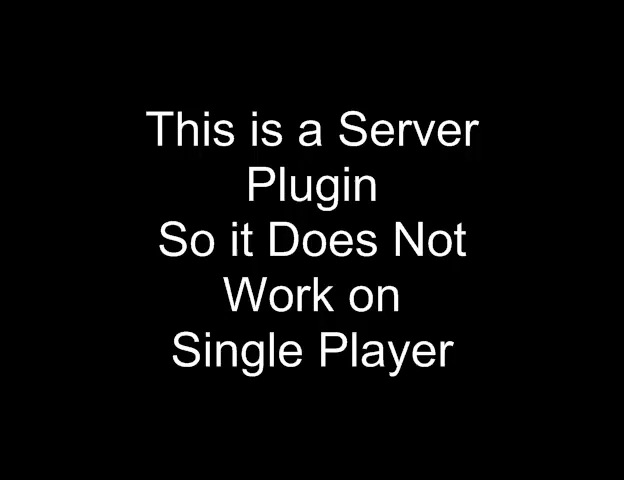 This is a Server
Plugin
So it Does Not
Work on
Single Player